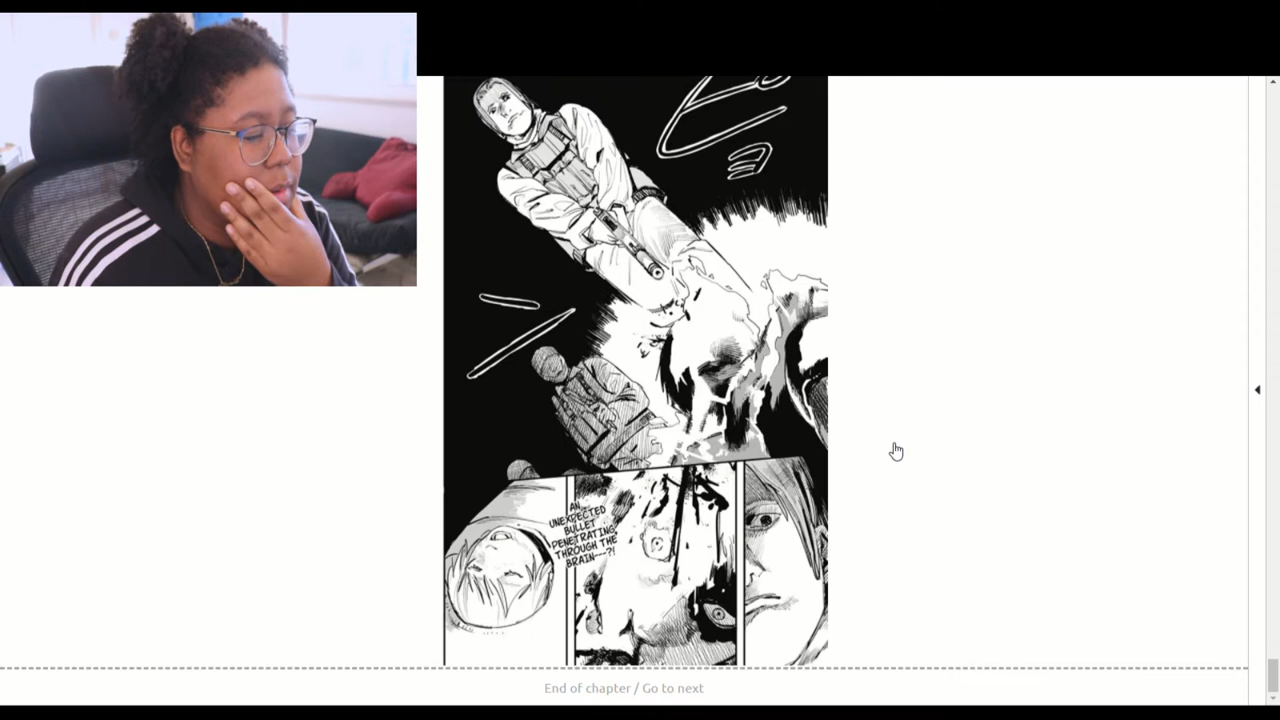 AN
UNEXPECTED
BULLET
PENETRATING
THROUGH THE
BRAIN---?!
End of chapter / Go to next